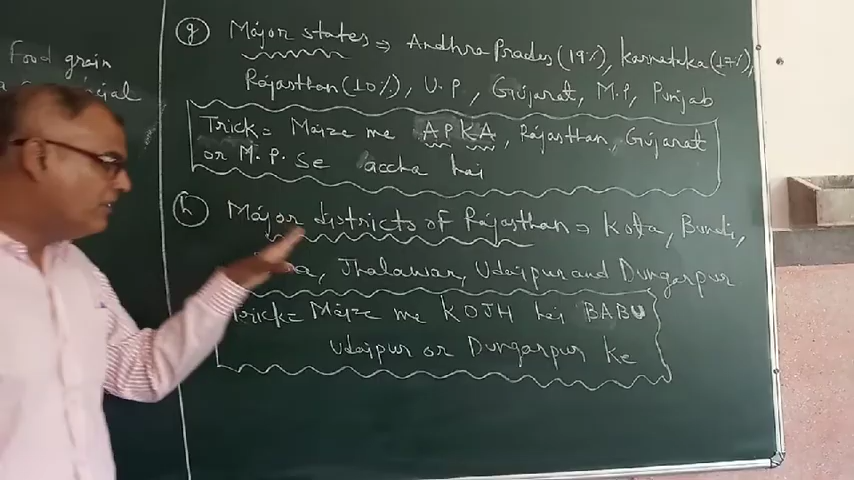 Food grain
g Major states ⇒ Andhra Prades (19%), Karnataka (17%),
Rajasthan (10%), U.P, Gujarat, M.P, Punjab
Trick = Maize me APKA, Rajasthan, Gujarat
or M.P. Se accha hai
h Major districts of Rajasthan ⇒ Kota, Bundi,
Jhalawar, Udaipur and Dungarpur
Trick = Maize me KOJH hai BABU
Udaipur or Dungarpur ke